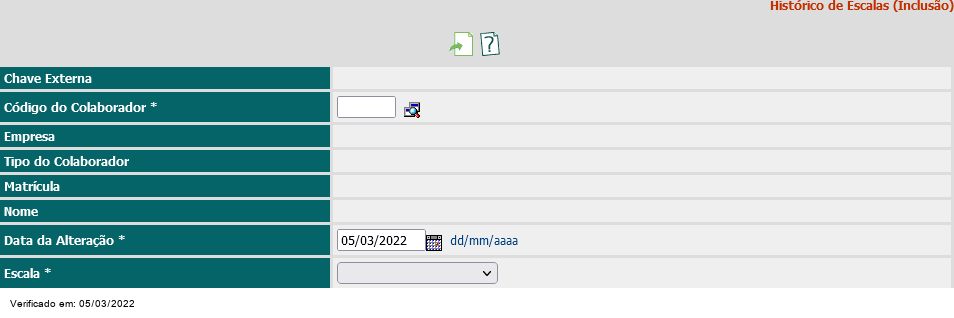 Histórico de Escalas (Inclusão)
Chave Externa
Código do Colaborador *
Empresa
Tipo do Colaborador
Matrícula
Nome
Data da Alteração * 05/03/2022 dd/mm/aaaa
Escala *
Verificado em: 05/03/2022